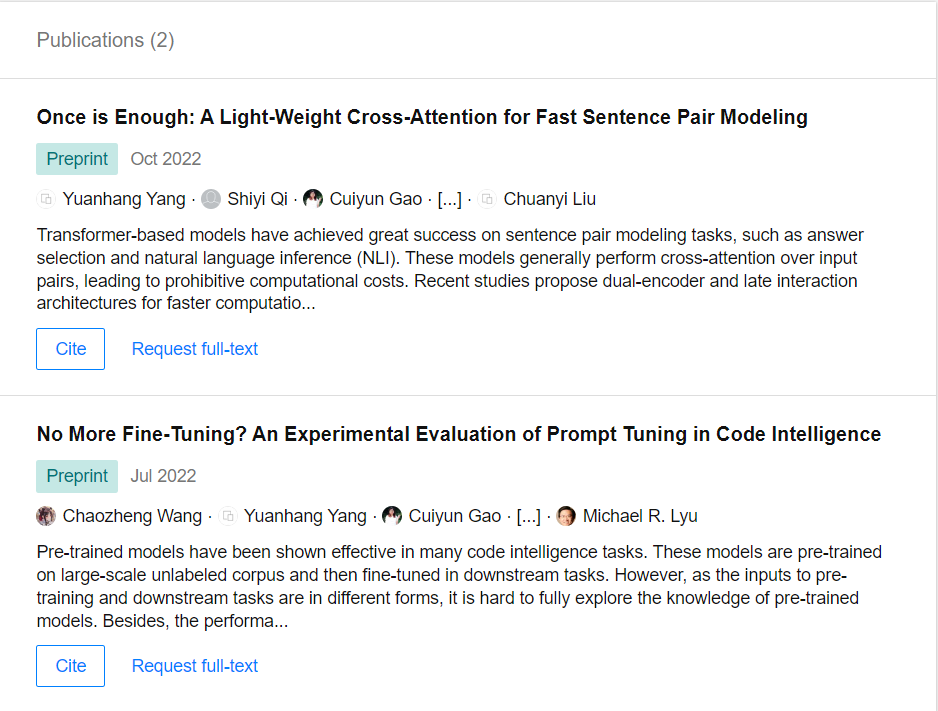 Publications (2)
Once is Enough: A Light-Weight Cross-Attention for Fast Sentence Pair Modeling
Preprint Oct 2022
Yuanhang Yang · Shiyi Qi · Cuiyun Gao · [...] · Chuanyi Liu
Transformer-based models have achieved great success on sentence pair modeling tasks, such as answer
selection and natural language inference (NLI). These models generally perform cross-attention over input
pairs, leading to prohibitive computational costs. Recent studies propose dual-encoder and late interaction
architectures for faster computatio...
Cite Request full-text
No More Fine-Tuning? An Experimental Evaluation of Prompt Tuning in Code Intelligence
Preprint Jul 2022
Chaozheng Wang · Yuanhang Yang · Cuiyun Gao · [...] · Michael R. Lyu
Pre-trained models have been shown effective in many code intelligence tasks. These models are pre-trained
on large-scale unlabeled corpus and then fine-tuned in downstream tasks. However, as the inputs to pre-
training and downstream tasks are in different forms, it is hard to fully explore the knowledge of pre-trained
models. Besides, the performa...
Cite Request full-text